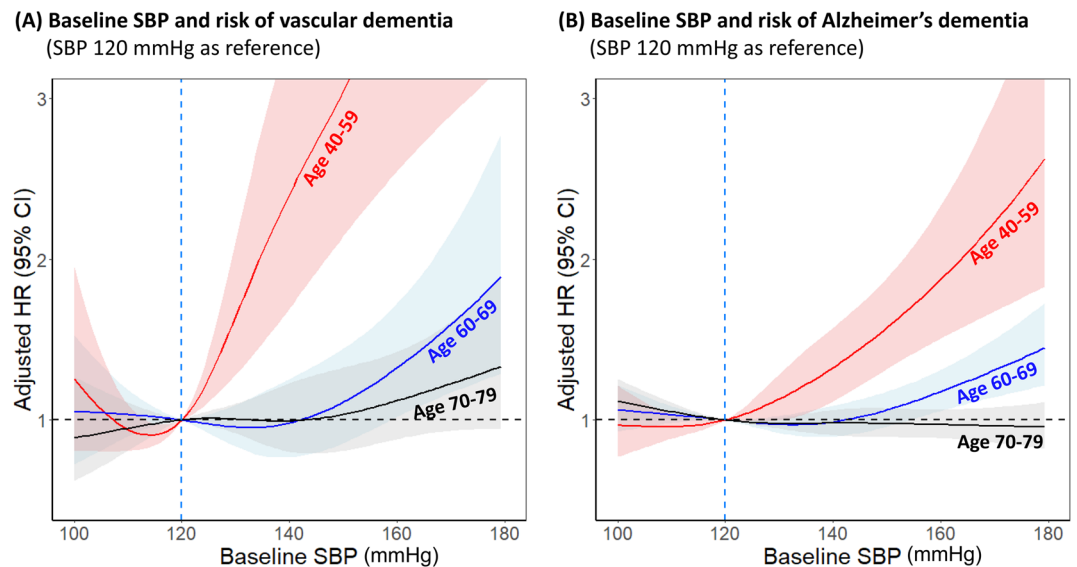 (A) Baseline SBP and risk of vascular dementia
(SBP 120 mmHg as reference)
3
2
1
Adjusted HR (95% CI)
Age 40-59
Age 60-69
Age 70-79
100 120 140 160 180
Baseline SBP (mmHg)
(B) Baseline SBP and risk of Alzheimer’s dementia
(SBP 120 mmHg as reference)
3
2
1
Adjusted HR (95% CI)
Age 40-59
Age 60-69
Age 70-79
100 120 140 160 180
Baseline SBP (mmHg)